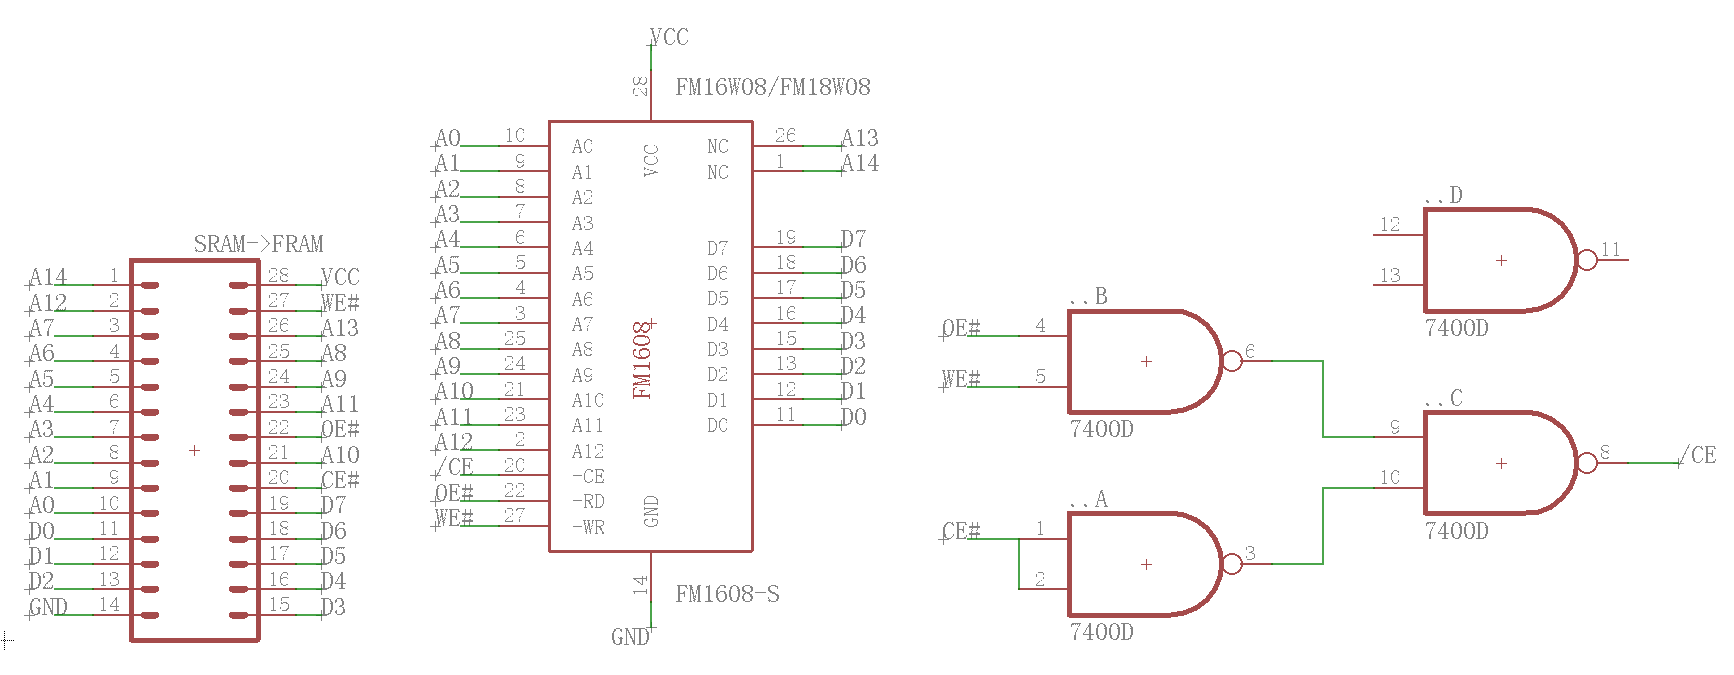 SRAM->FRAM
A14 1 28 VCC
A12 2 27 WE#
A7 3 26 A13
A6 4 25 A8
A5 5 24 A9
A4 6 23 A11
A3 7 22 OE#
A2 8 21 A10
A1 9 20 CE#
A0 10 19 D7
D0 11 18 D6
D1 12 17 D5
D2 13 16 D4
GND 14 15 D3
VCC
28
FM16W08/FM18W08
A0 10 A0 VCC NC 26 A13
A1 9 A1 NC 1 A14
A2 8 A2
A3 7 A3
A4 6 A4 D7 19 D7
A5 5 A5 D6 18 D6
A6 4 A6 D5 17 D5
A7 3 A7 D4 16 D4
A8 25 A8 D3 15 D3
A9 24 A9 D2 13 D2
A10 21 A10 D1 12 D1
A11 23 A11 D0 11 D0
A12 2 A12
/CE 20 -CE
OE# 22 -RD
WE# 27 -WR
FM1608
GND
14
FM1608-S
GND
..B
OE# 4
6
WE# 5
7400D
..A
CE# 1
3
2
7400D
..D
12
11
13
7400D
..C
9
8 /CE
10
7400D